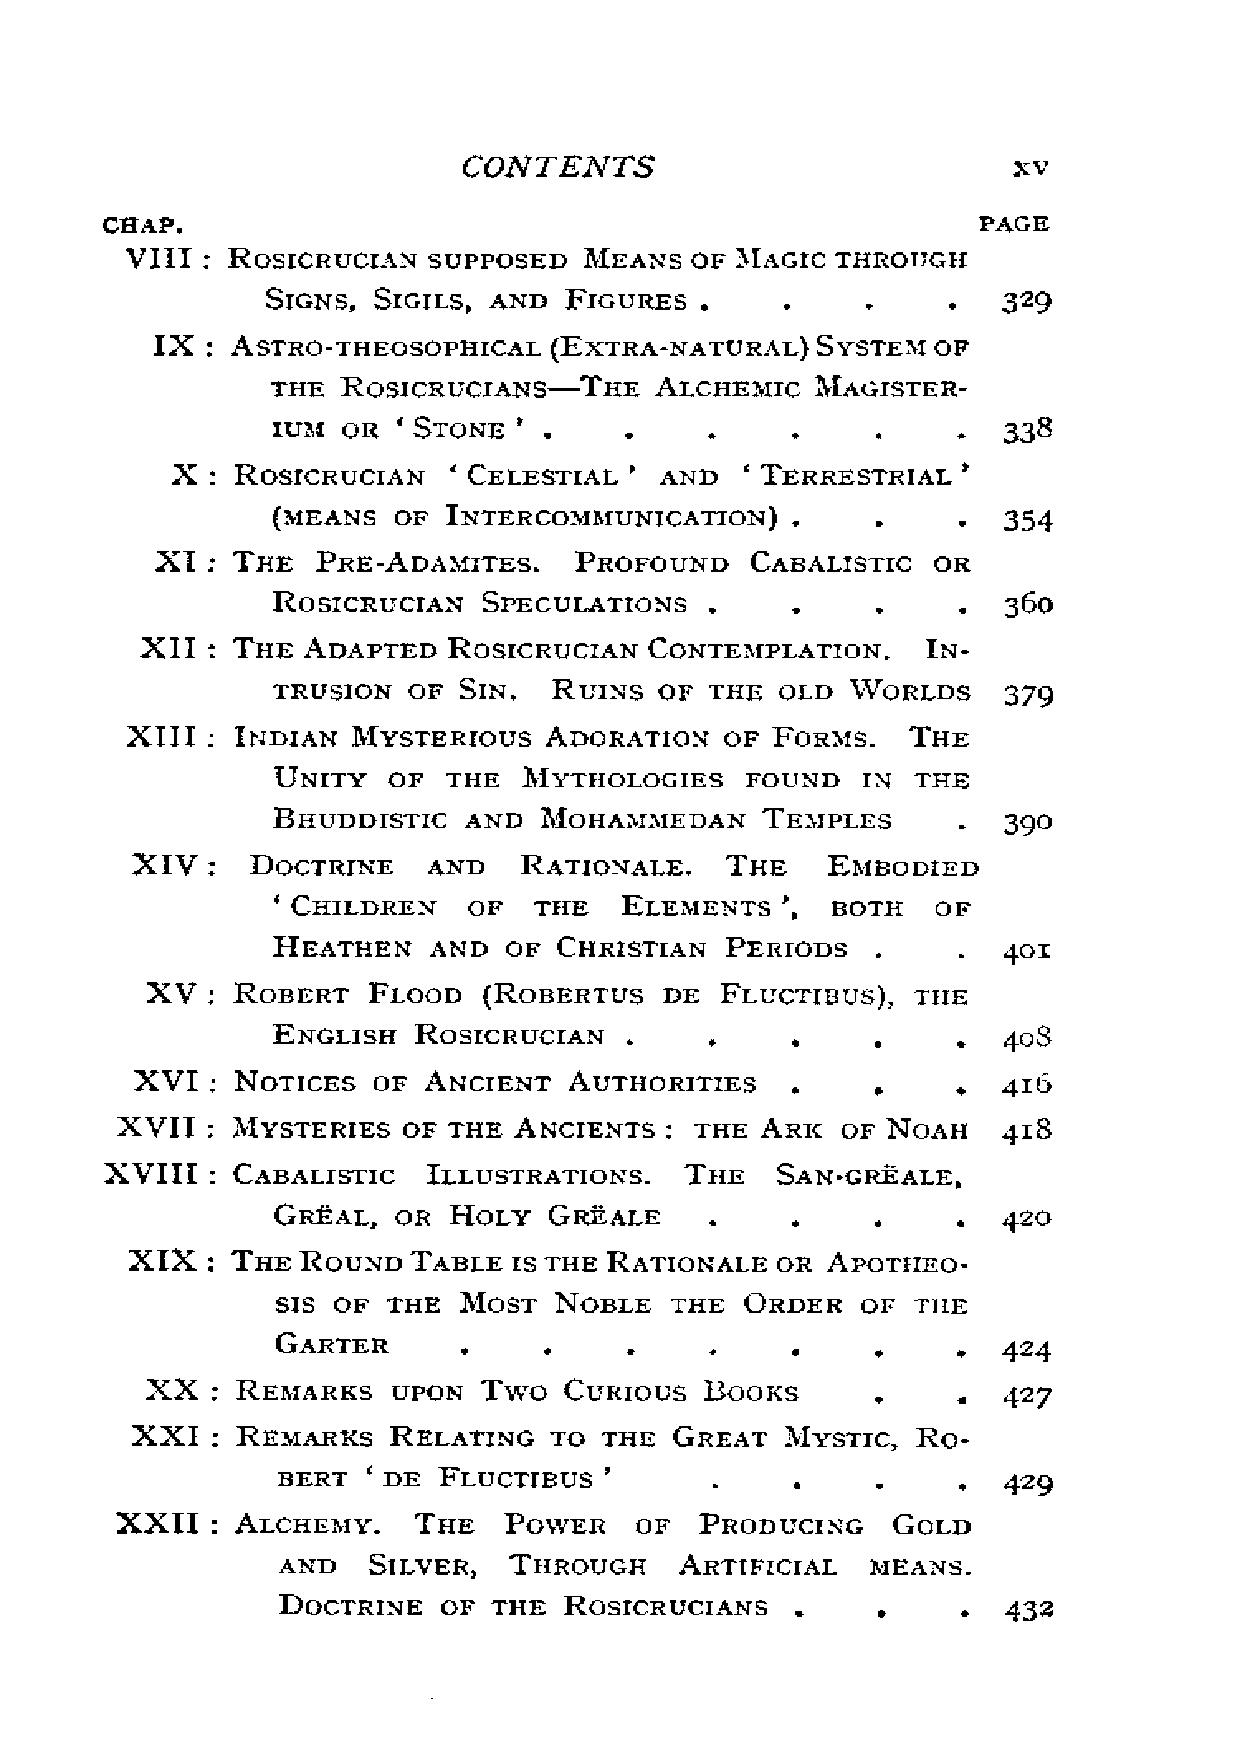 CONTENTS xv
CHAP. PAGE
VIII : Rosicrucian supposed Means of Magic through
Signs, Sigils, and Figures . . . . 329
IX : Astro-theosophical (Extra-natural) System of
the Rosicrucians—The Alchemic Magister-
ium or ‘ Stone ’ . . . . . . 338
X : Rosicrucian ‘ Celestial ’ and ‘ Terrestrial ’
(means of Intercommunication) . . . 354
XI : The Pre-Adamites. Profound Cabalistic or
Rosicrucian Speculations . . . . 360
XII : The Adapted Rosicrucian Contemplation. In-
trusion of Sin. Ruins of the old Worlds 379
XIII : Indian Mysterious Adoration of Forms. The
Unity of the Mythologies found in the
Bhuddistic and Mohammedan Temples . 390
XIV : Doctrine and Rationale. The Embodied
‘ Children of the Elements ’, both of
Heathen and of Christian Periods . . 401
XV : Robert Flood (Robertus de Fluctibus), the
English Rosicrucian . . . . . 408
XVI : Notices of Ancient Authorities . . . 416
XVII : Mysteries of the Ancients : the Ark of Noah 418
XVIII : Cabalistic Illustrations. The San-grëale,
Grëal, or Holy Grëale . . . . 420
XIX : The Round Table is the Rationale or Apotheo-
sis of the Most Noble the Order of the
Garter . . . . . . . 424
XX : Remarks upon Two Curious Books . . 427
XXI : Remarks Relating to the Great Mystic, Ro-
bert ‘ de Fluctibus ’ . . . . 429
XXII : Alchemy. The Power of Producing Gold
and Silver, Through Artificial means.
Doctrine of the Rosicrucians . . . 432